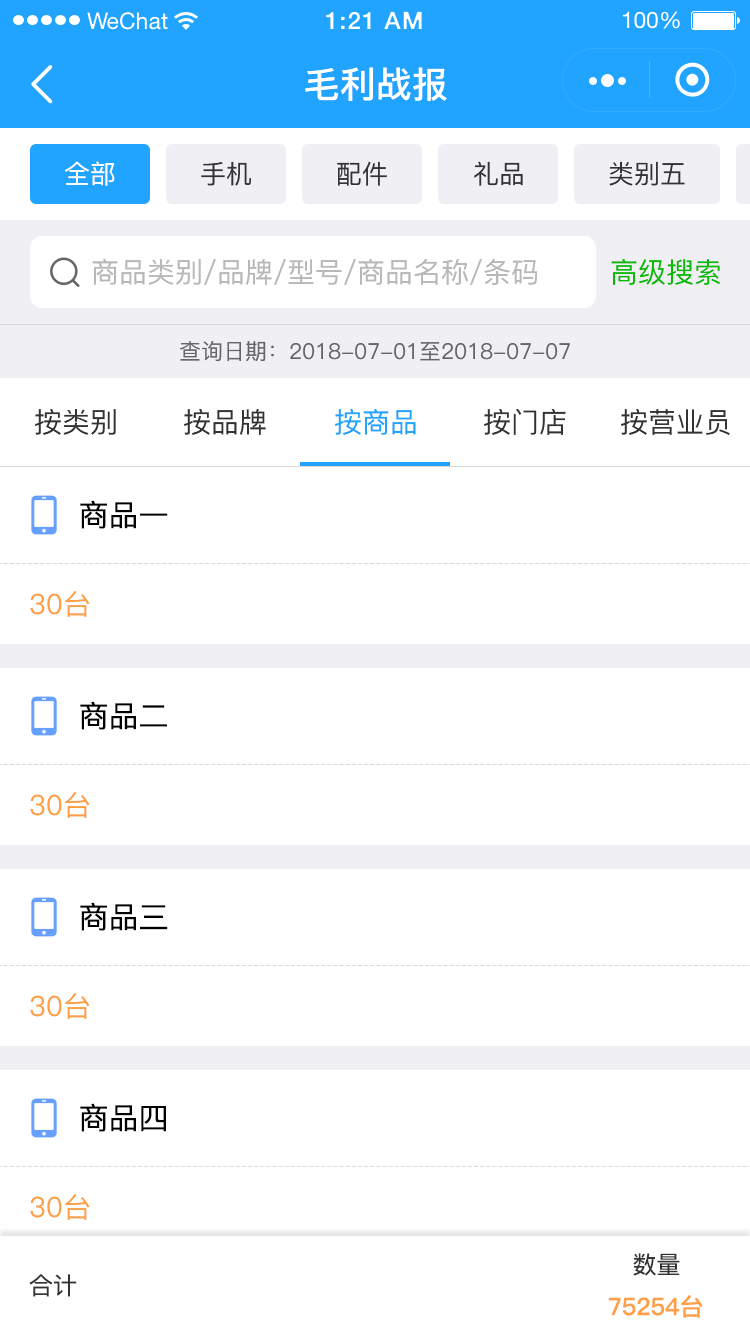 WeChat 1:21 AM 100%
毛利战报
全部 手机 配件 礼品 类别五
商品类别/品牌/型号/商品名称/条码 高级搜索
查询日期：2018-07-01至2018-07-07
按类别 按品牌 按商品 按门店 按营业员
商品一
30台
商品二
30台
商品三
30台
商品四
30台
数量
合计
75254台